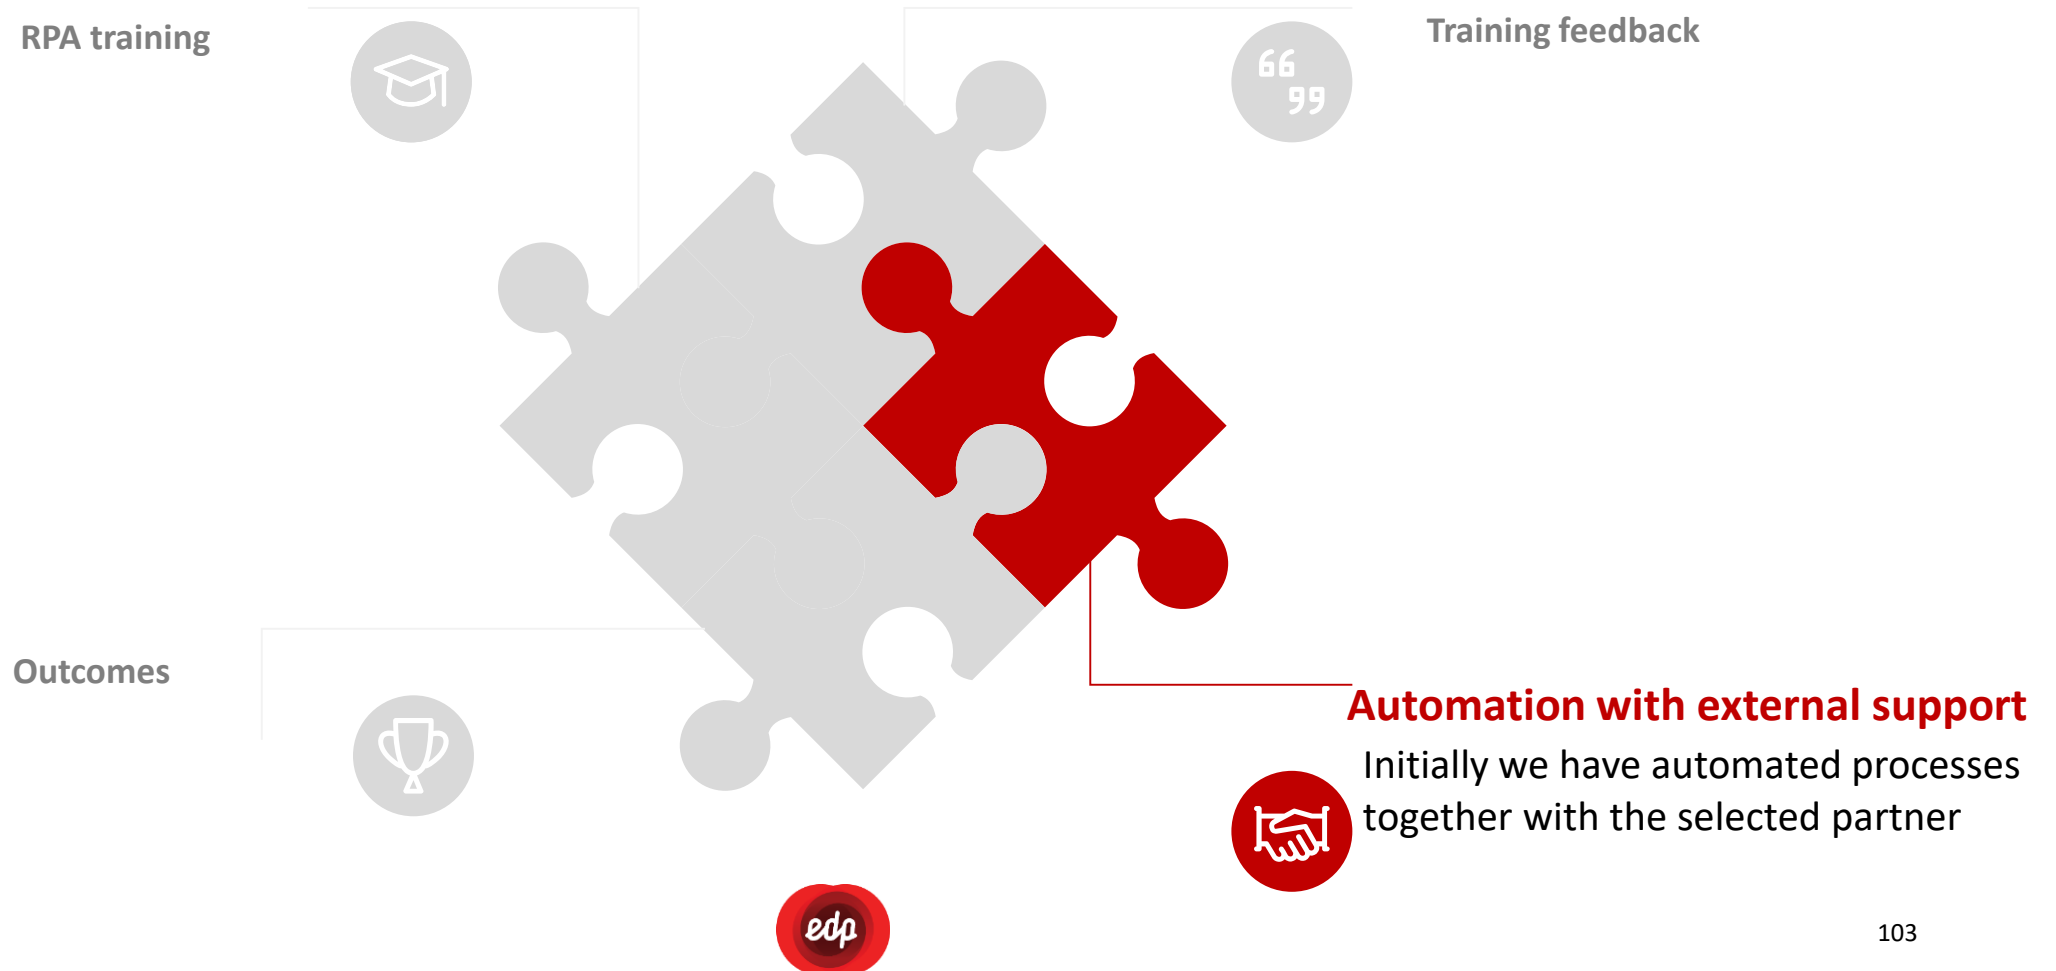 RPA training
Training feedback
Outcomes
Automation with external support
Initially we have automated processes
together with the selected partner
edp
103